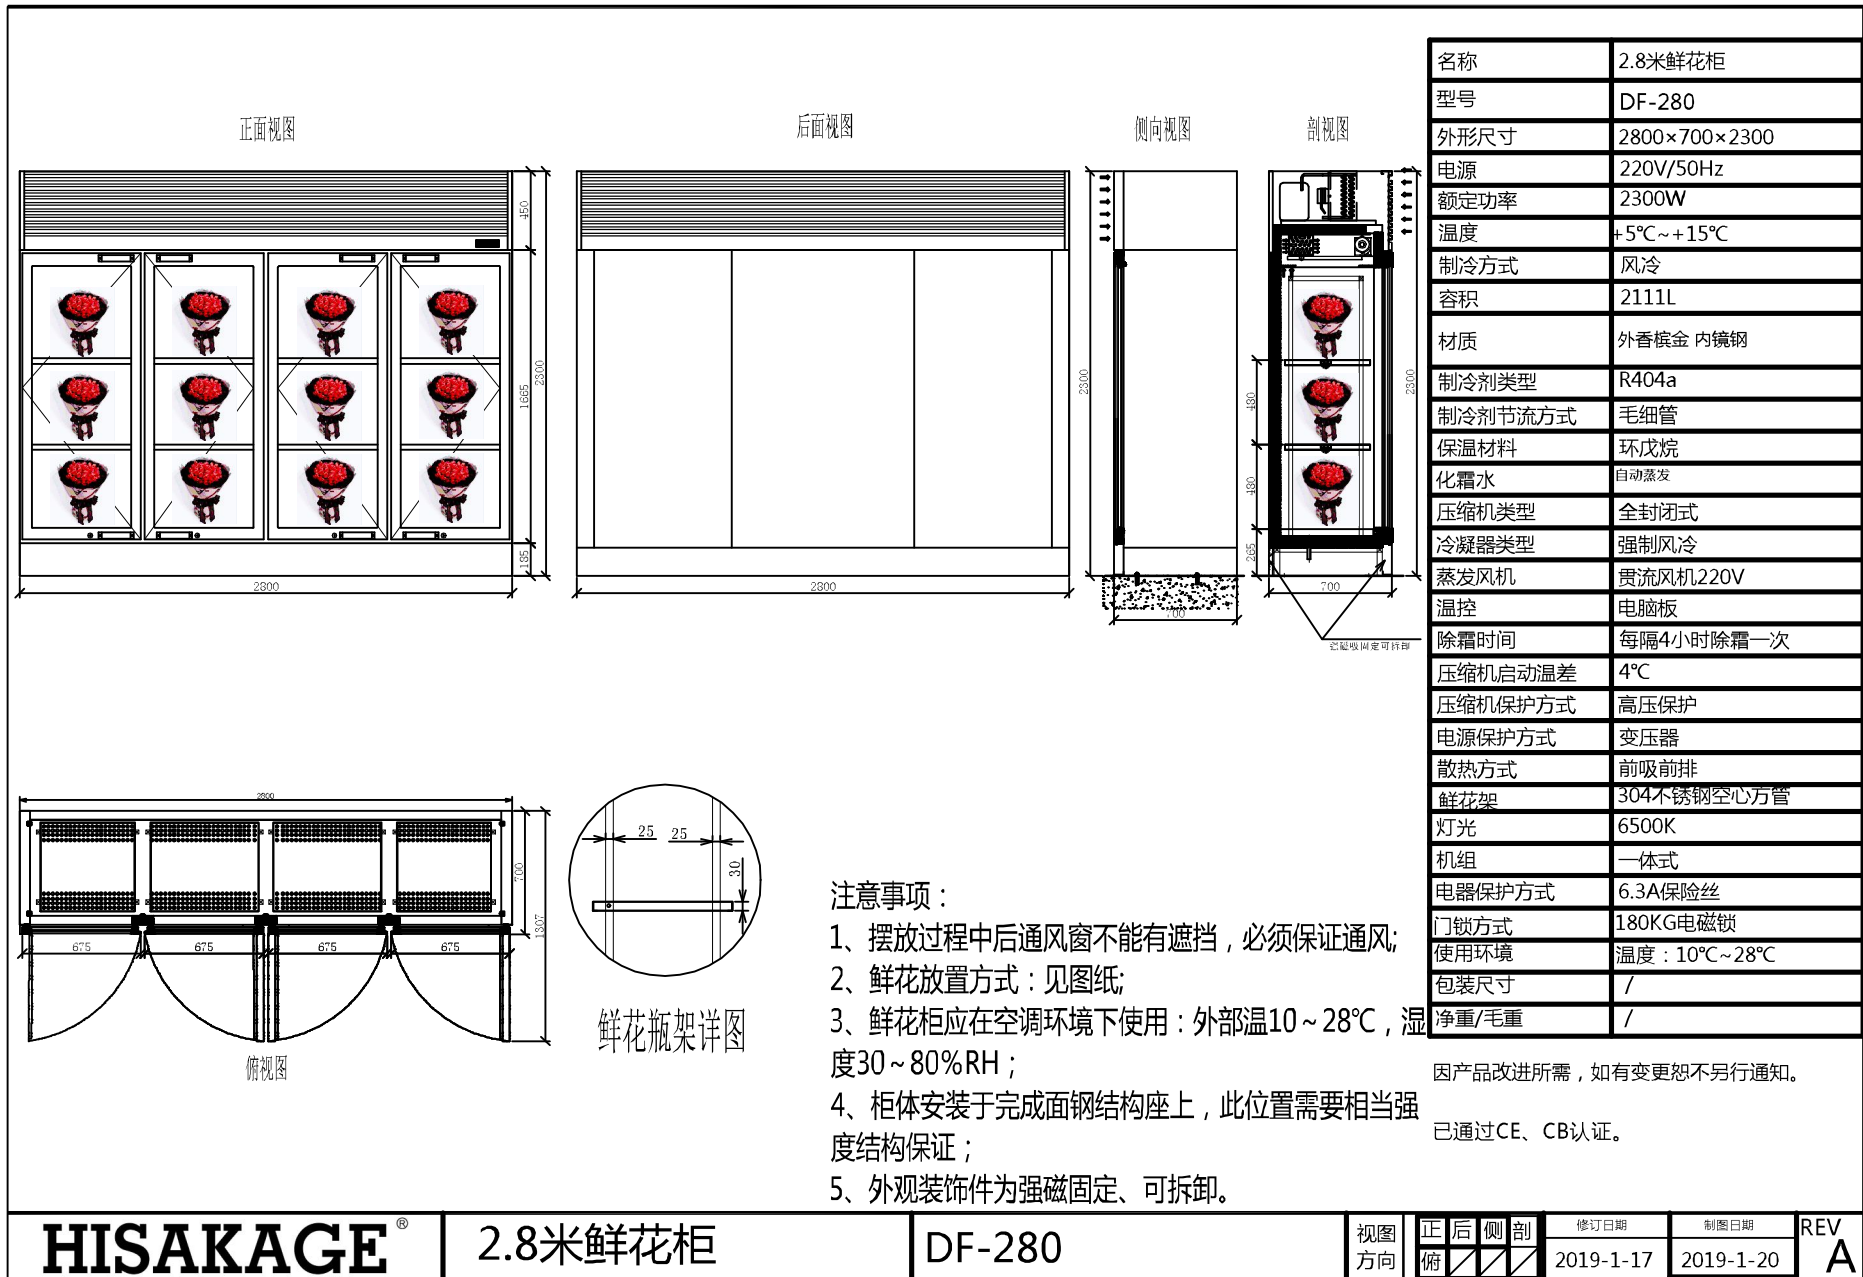 正面视图
后面视图
侧向视图
剖视图
450
1665
2300
185
2800
2800
2300
700
480
480
265
2300
700
强磁吸固定可拆卸
名称 2.8米鲜花柜
型号 DF-280
外形尺寸 2800×700×2300
电源 220V/50Hz
额定功率 2300W
温度 +5℃~+15℃
制冷方式 风冷
容积 2111L
材质 外香槟金 内镜钢
制冷剂类型 R404a
制冷剂节流方式 毛细管
保温材料 环戊烷
化霜水 自动蒸发
压缩机类型 全封闭式
冷凝器类型 强制风冷
蒸发风机 贯流风机220V
温控 电脑板
除霜时间 每隔4小时除霜一次
压缩机启动温差 4℃
压缩机保护方式 高压保护
电源保护方式 变压器
散热方式 前吸前排
鲜花架 304不锈钢空心方管
灯光 6500K
机组 一体式
电器保护方式 6.3A保险丝
门锁方式 180KG电磁锁
使用环境 温度：10℃~28℃
包装尺寸 /
净重/毛重 /
2800
700
1307
675 675 675 675
俯视图
25 25
30
鲜花瓶架详图
注意事项：
1、摆放过程中后通风窗不能有遮挡，必须保证通风;
2、鲜花放置方式：见图纸;
3、鲜花柜应在空调环境下使用：外部温10～28℃，湿
度30～80%RH；
4、柜体安装于完成面钢结构座上，此位置需要相当强
度结构保证；
5、外观装饰件为强磁固定、可拆卸。
因产品改进所需，如有变更恕不另行通知。
已通过CE、CB认证。
HISAKAGE®
2.8米鲜花柜
DF-280
视图
方向
正 后 侧 剖
俯
修订日期
2019-1-17
制图日期
2019-1-20
REV
A